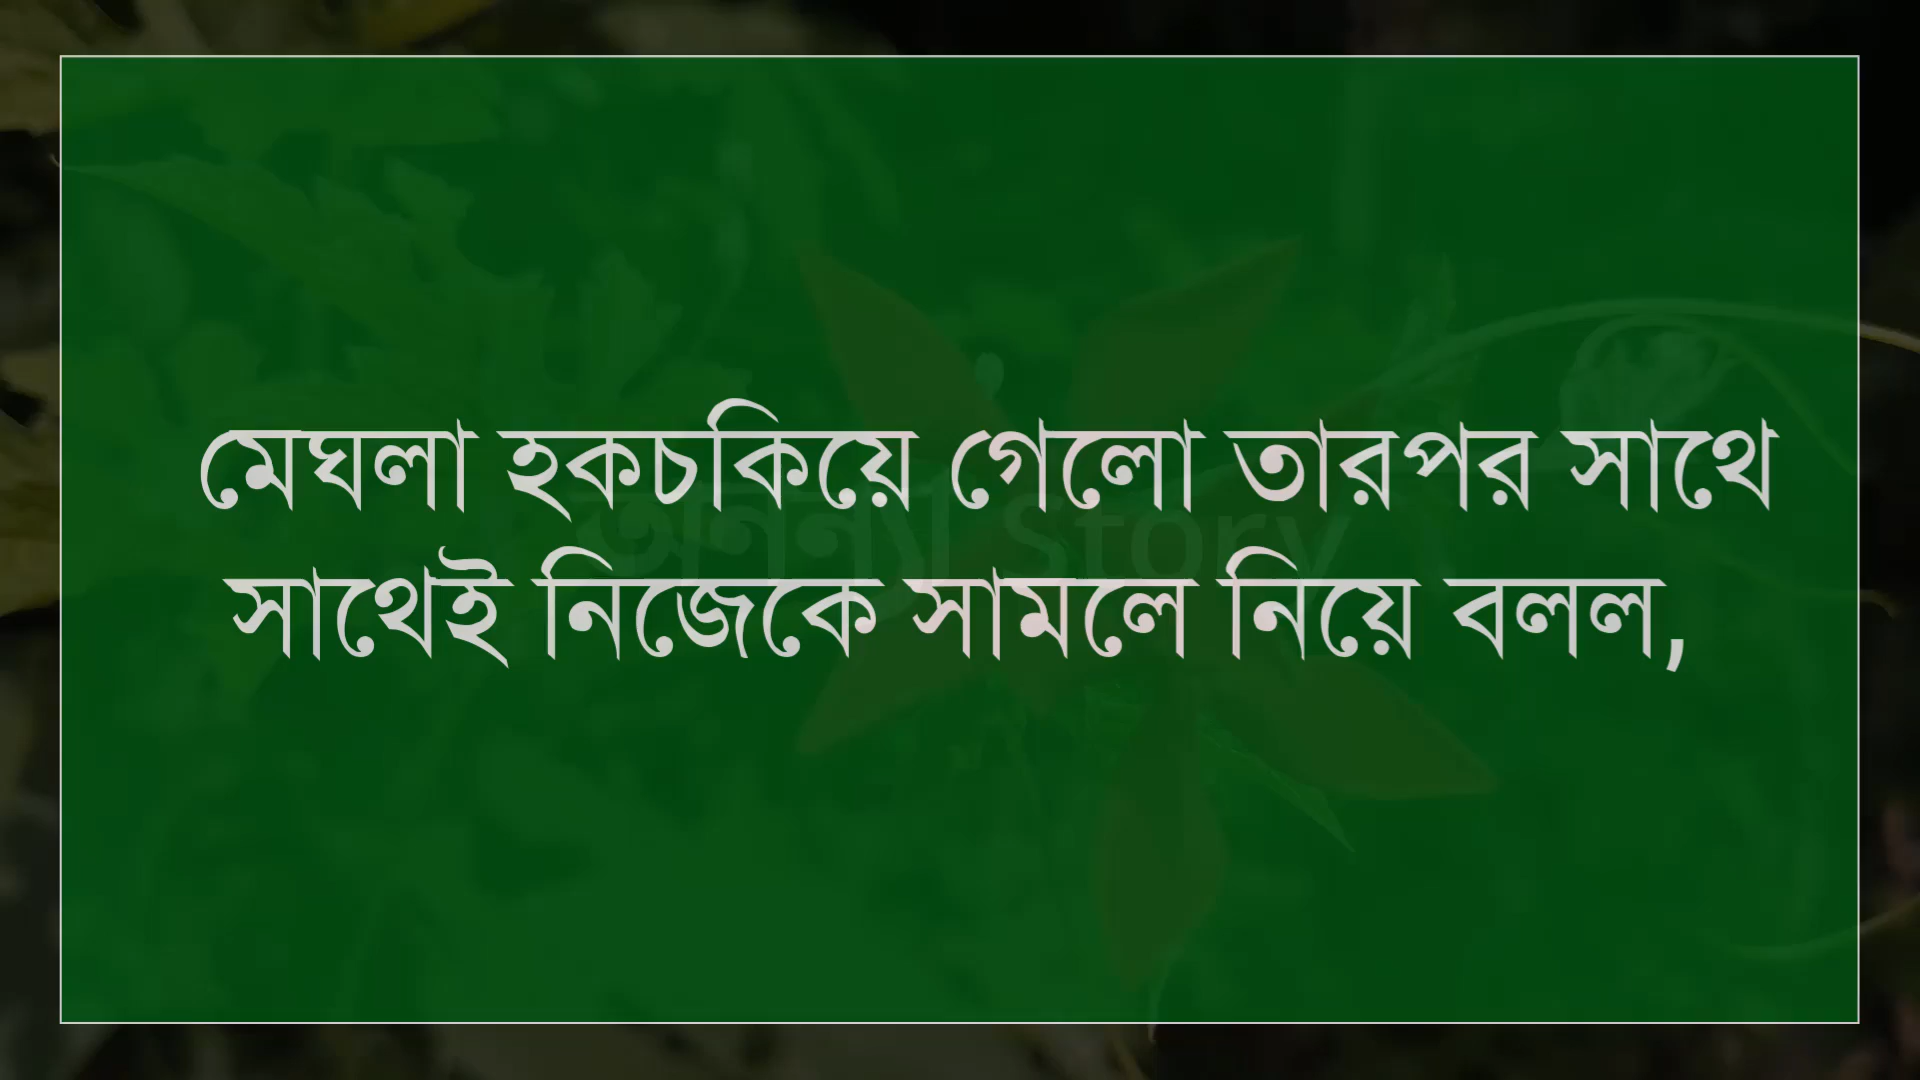 মেঘলা হকচকিয়ে গেলো তারপর সাথে
সাথেই নিজেকে সামলে নিয়ে বলল,